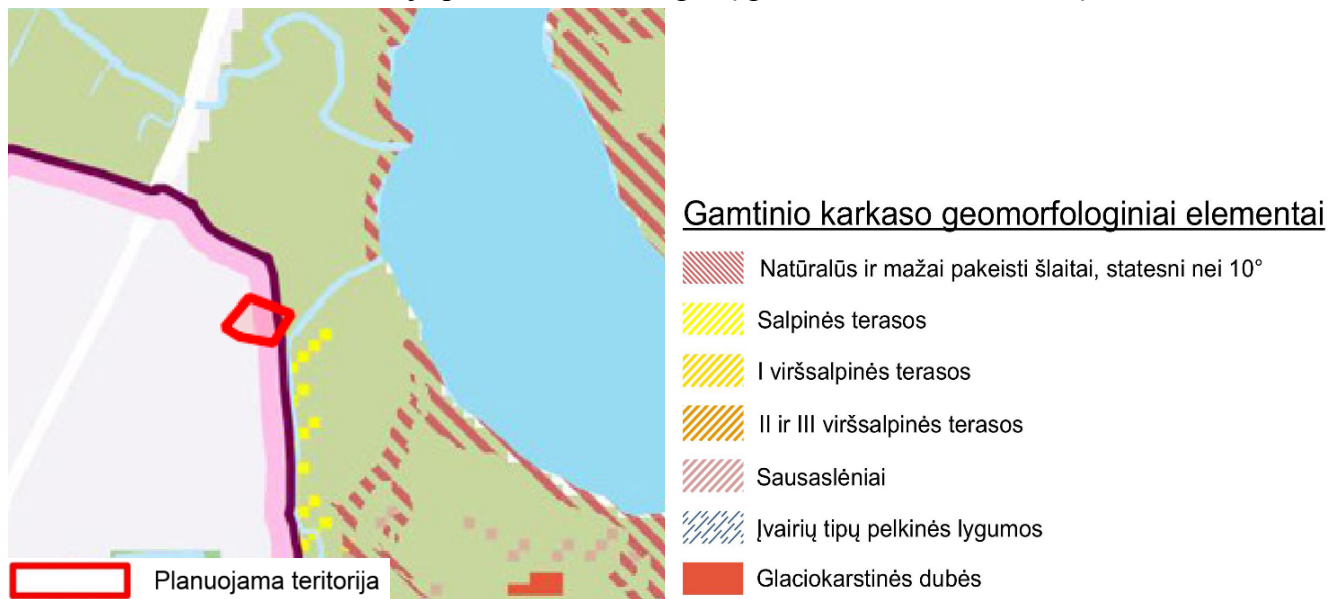 Planuojama teritorija
Gamtinio karkaso geomorfologiniai elementai
Natūralūs ir mažai pakeisti šlaitai, statesni nei 10°
Salpinės terasos
I viršsalpinės terasos
II ir III viršsalpinės terasos
Sausaslėniai
Įvairių tipų pelkinės lygumos
Glaciokarstinės dubės